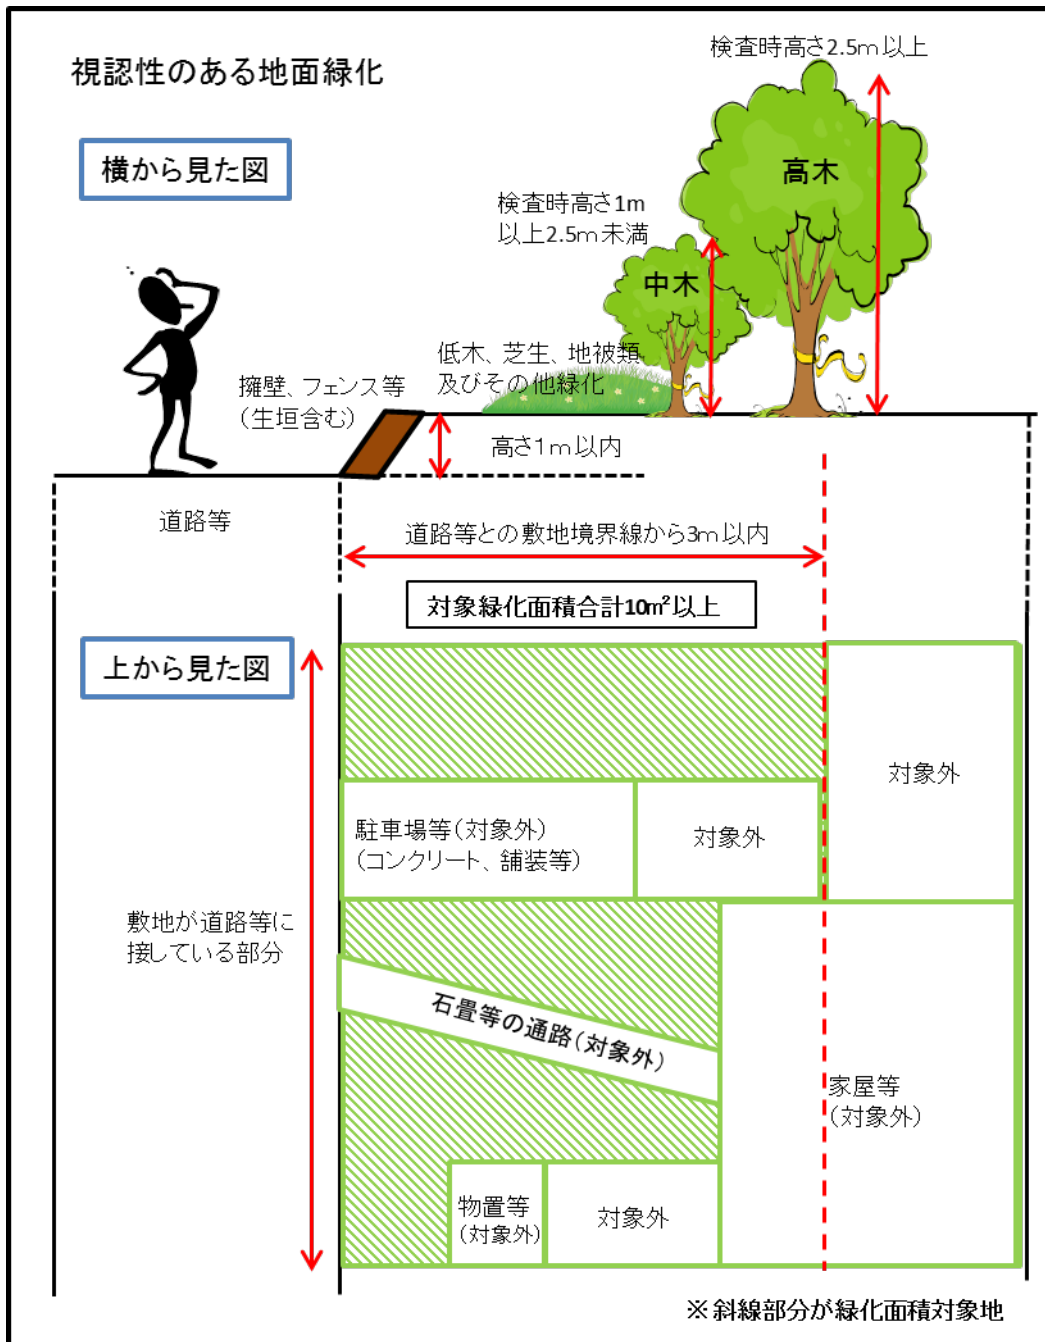 視認性のある地面緑化
検査時高さ2.5m以上
横から見た図
高木
検査時高さ1m
以上2.5m未満
中木
低木、芝生、地被類
及びその他緑化
擁壁、フェンス等
(生垣含む)
高さ1m以内
道路等
道路等との敷地境界線から3m以内
対象緑化面積合計10㎡以上
上から見た図
対象外
駐車場等(対象外)
(コンクリート、舗装等)
対象外
敷地が道路等に
接している部分
石畳等の通路(対象外)
家屋等
(対象外)
物置等
(対象外)
対象外
※斜線部分が緑化面積対象地